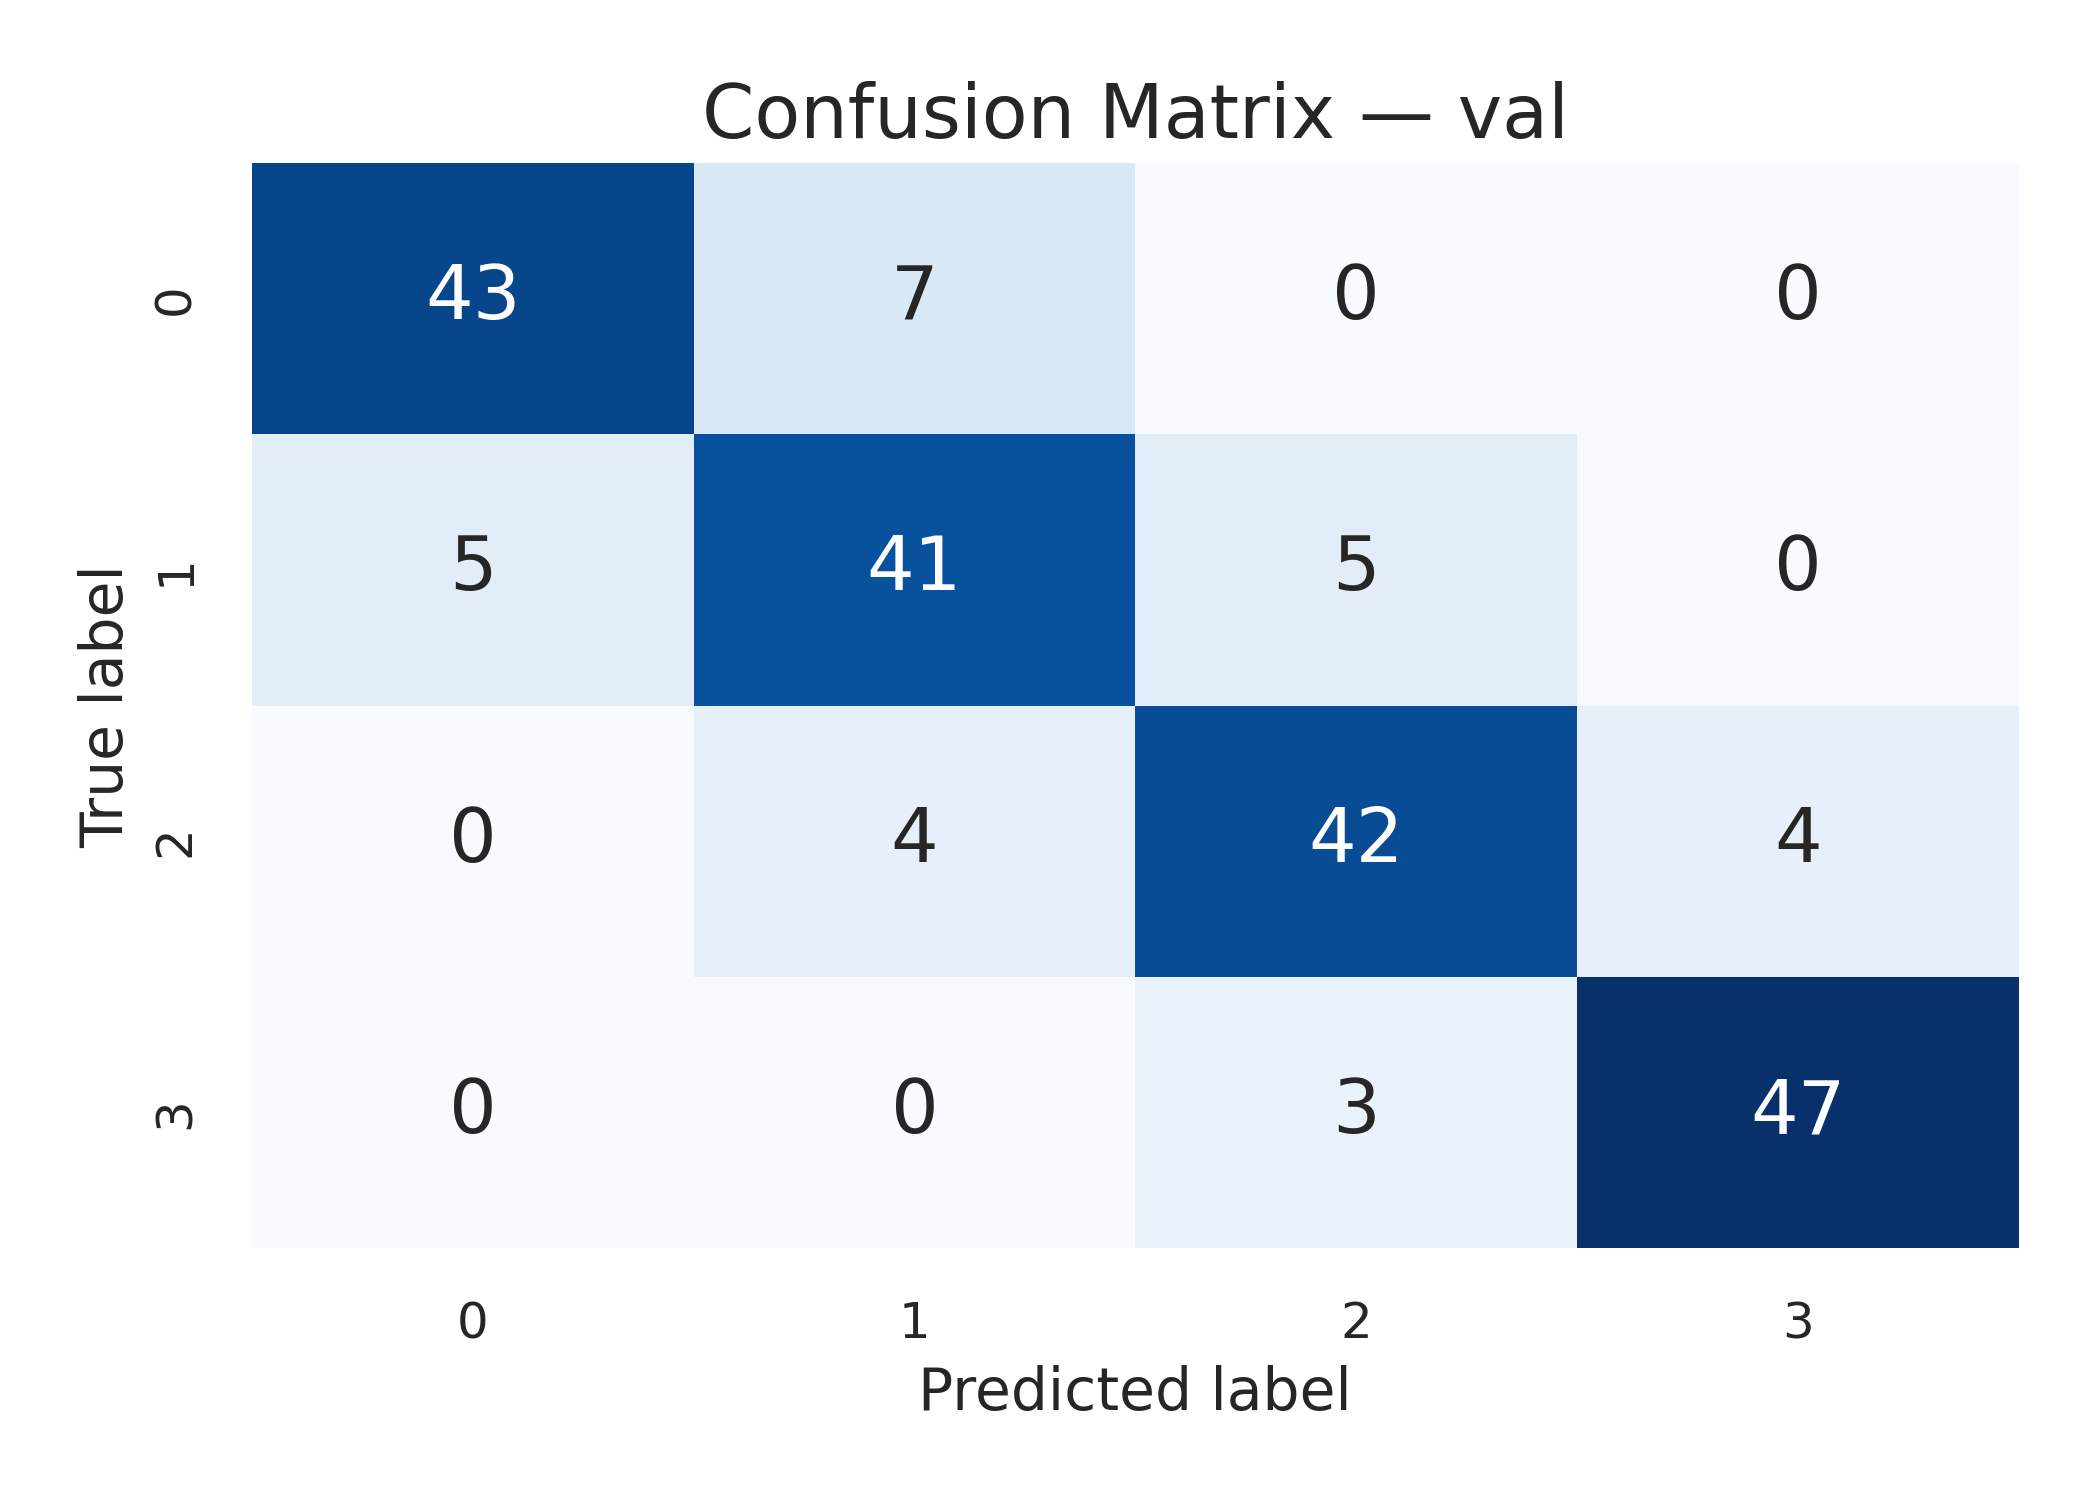 Confusion Matrix — val
True label
0 43 7 0 0
1 5 41 5 0
2 0 4 42 4
3 0 0 3 47
0 1 2 3
Predicted label